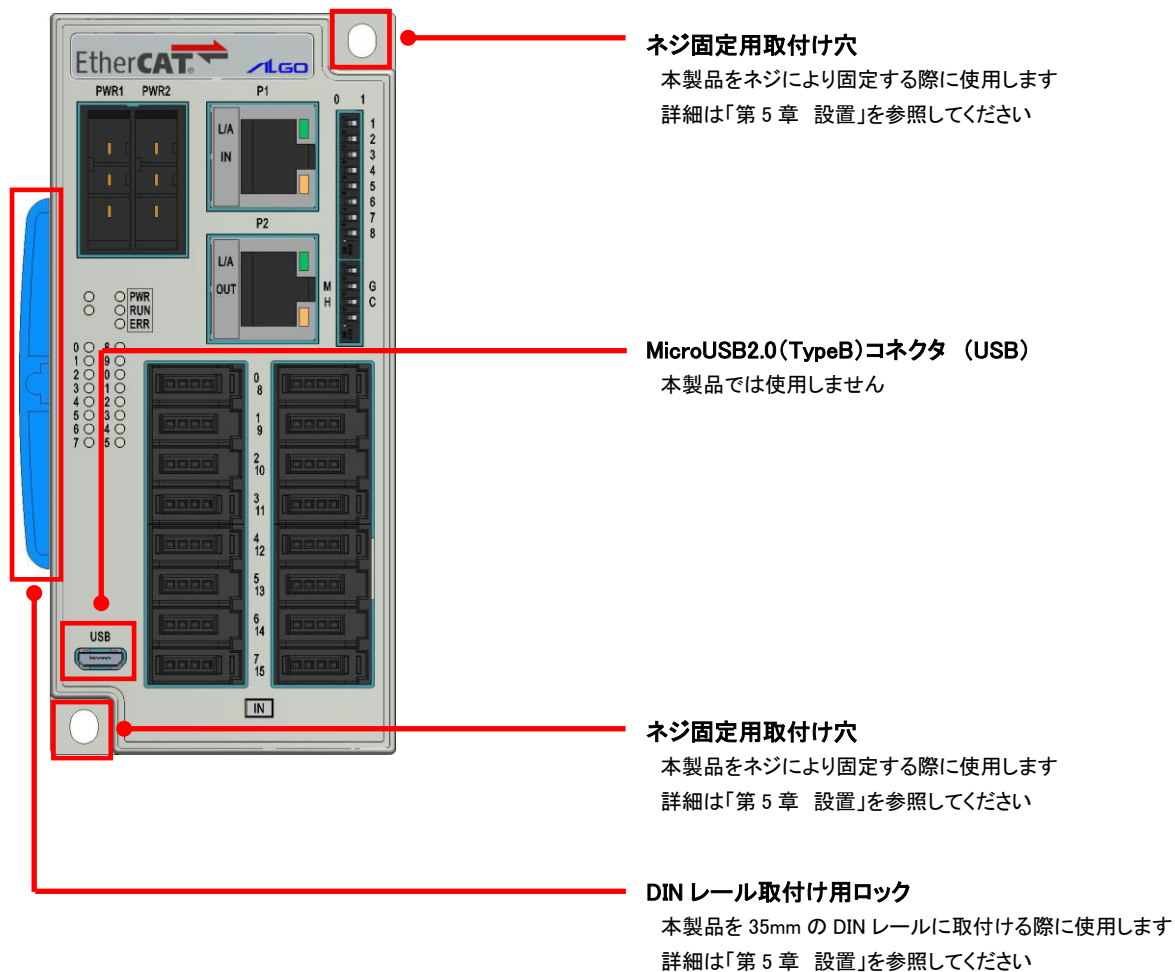 EtherCAT® ALGO
PWR1 PWR2
P1
0 1
L/A
IN
1
2
3
4
5
6
7
8
P2
L/A
OUT
M G
H C
PWR
RUN
ERR
0 8
1 9
2 0
3 1
4 2
5 3
6 4
7 5
0
8
1
9
2
10
3
11
4
12
5
13
6
14
7
15
USB
IN
ネジ固定用取付け穴
本製品をネジにより固定する際に使用します
詳細は「第 5 章 設置」を参照してください
MicroUSB2.0(TypeB)コネクタ (USB)
本製品では使用しません
ネジ固定用取付け穴
本製品をネジにより固定する際に使用します
詳細は「第 5 章 設置」を参照してください
DIN レール取付け用ロック
本製品を 35mm の DIN レールに取付ける際に使用します
詳細は「第 5 章 設置」を参照してください